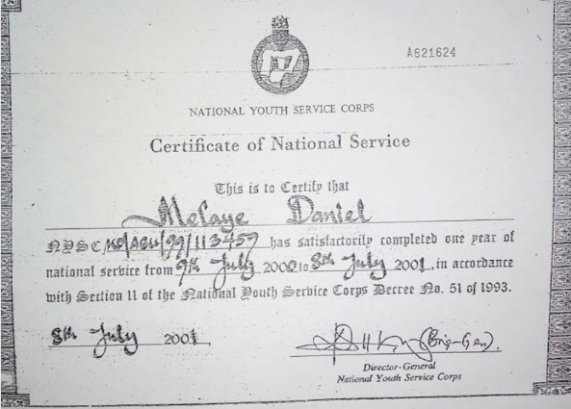 A621624
NATIONAL YOUTH SERVICE CORPS
Certificate of National Service
This is to Certify that
Melaye Daniel
NYSC/ has satisfactorily completed one year of
national service from 9th July 2000 to 8th July 2001, in accordance
with Section 11 of the National Youth Service Corps Decree No. 51 of 1993.
8th July 2001,
(Brig-Gen).
Director-General
National Youth Service Corps